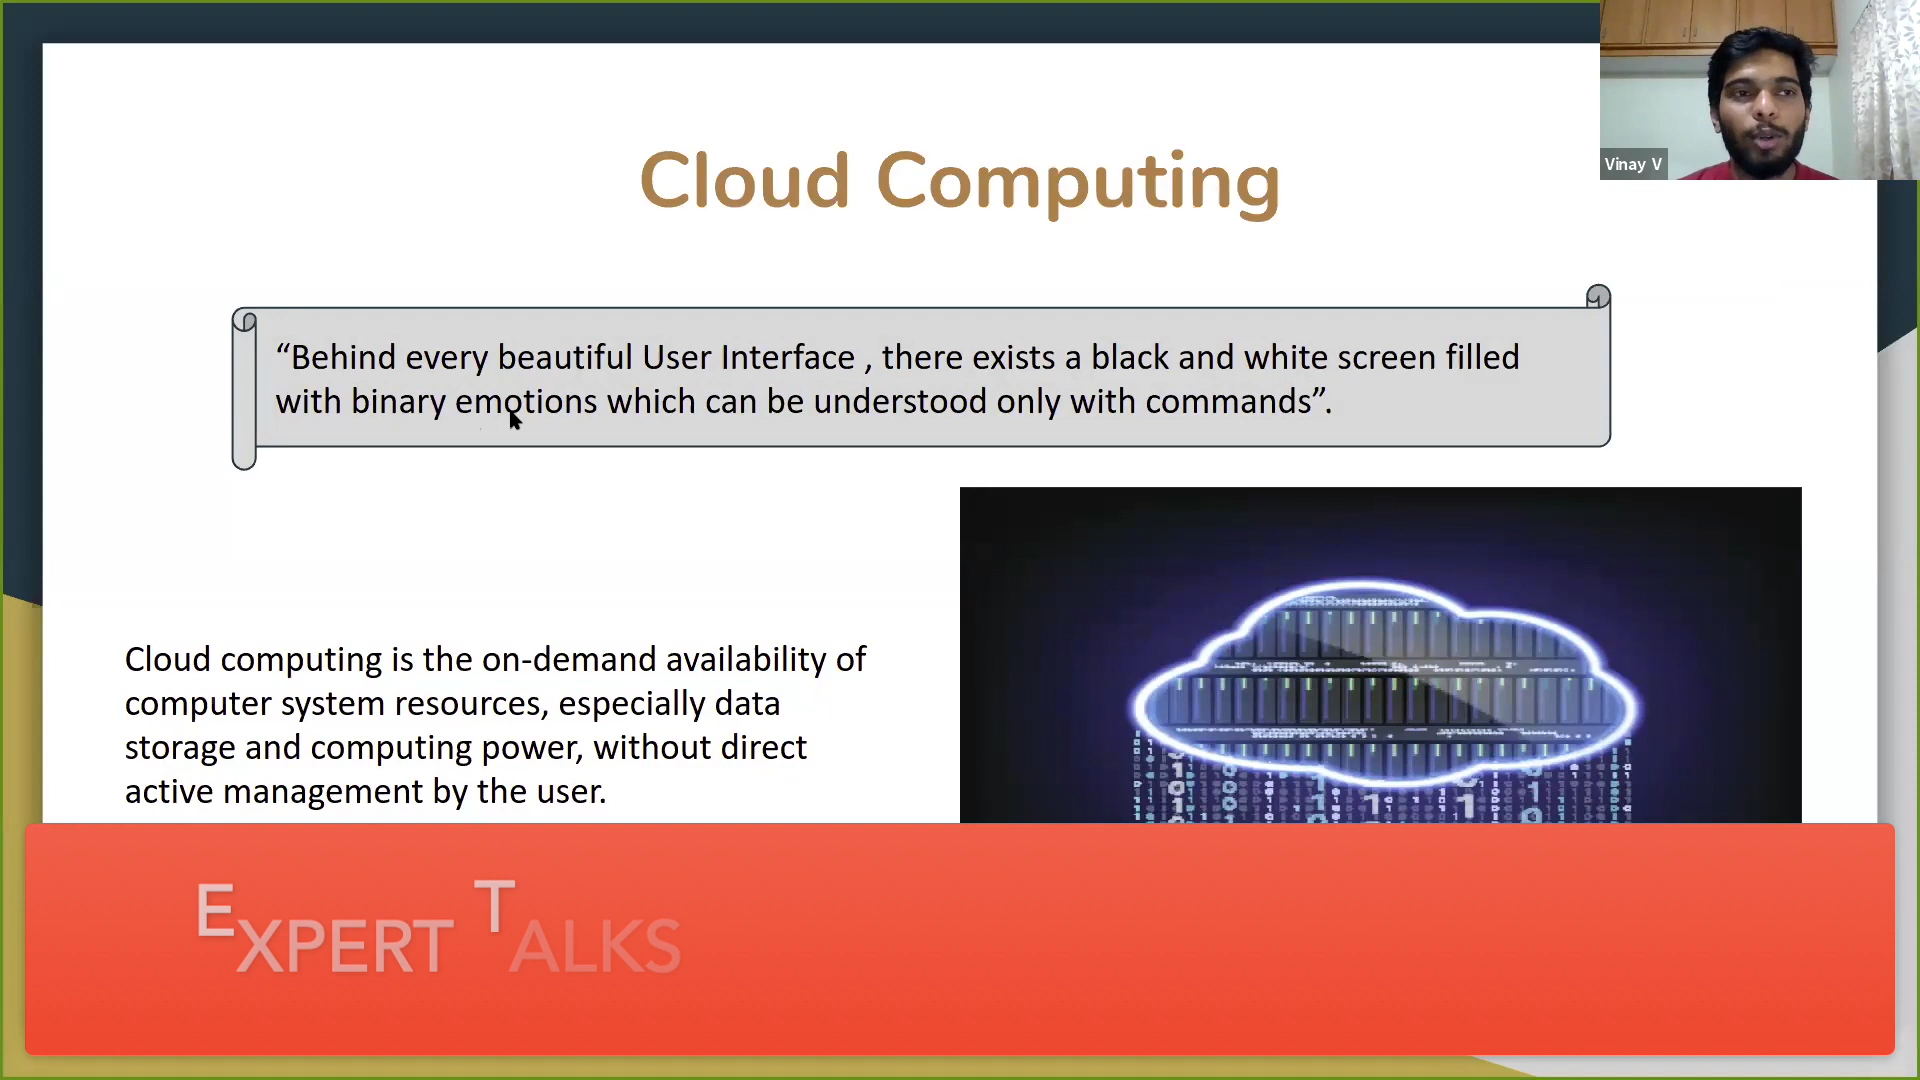 Cloud Computing
Vinay V
“Behind every beautiful User Interface , there exists a black and white screen filled
with binary emotions which can be understood only with commands”.
Cloud computing is the on-demand availability of
computer system resources, especially data
storage and computing power, without direct
active management by the user.
EXPERT TALKS